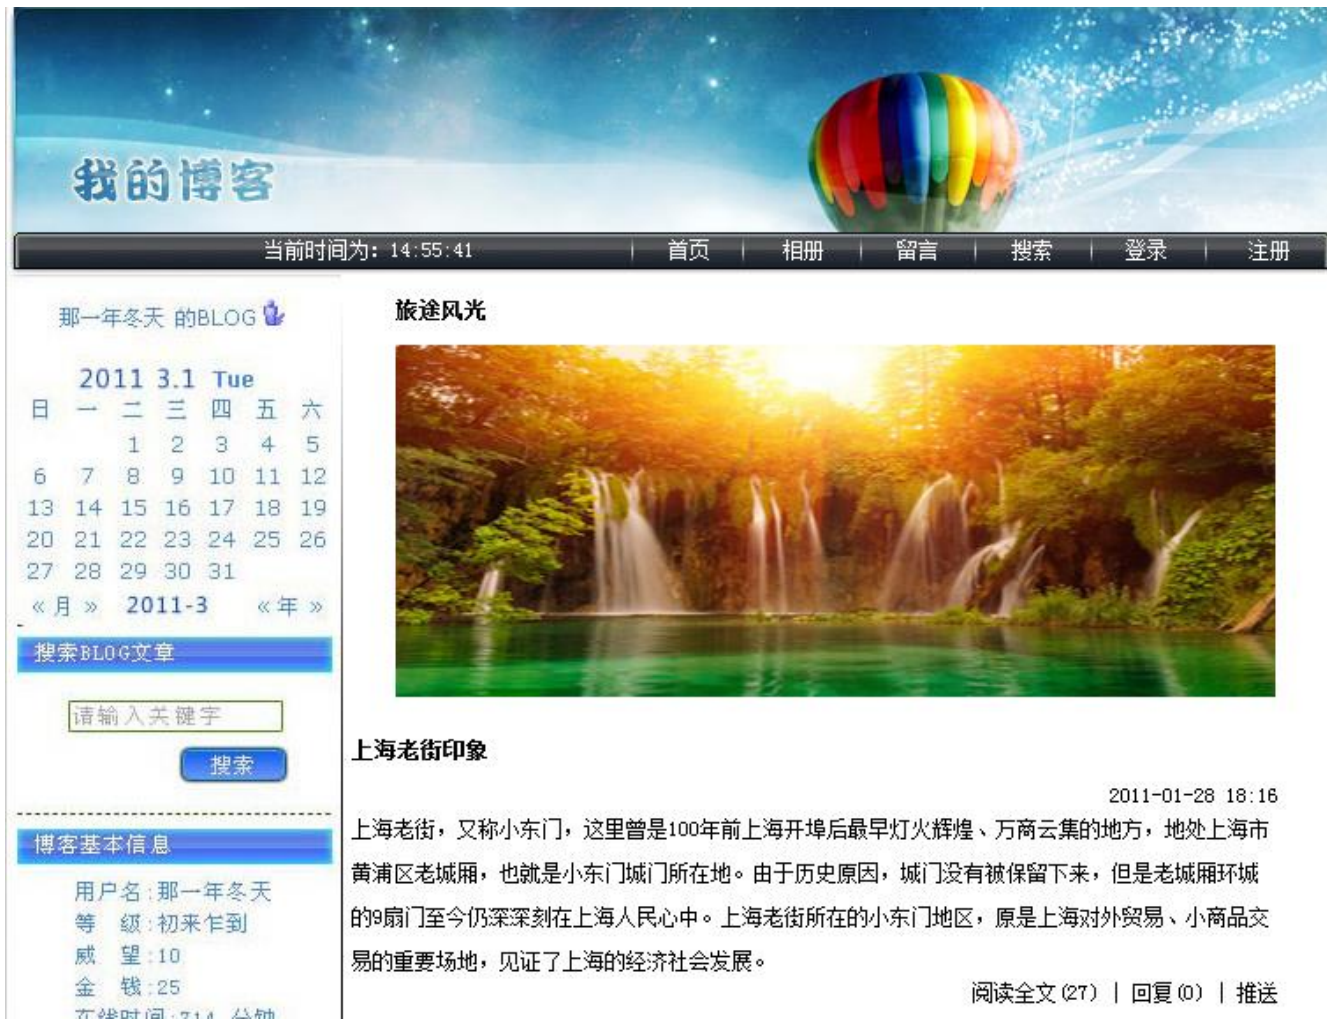 我的博客
当前时间为：14:55:41 首页 相册 留言 搜索 登录 注册
那一年冬天 的BLOG
2011 3.1 Tue
日 一 二 三 四 五 六
1 2 3 4 5
6 7 8 9 10 11 12
13 14 15 16 17 18 19
20 21 22 23 24 25 26
27 28 29 30 31
«月» 2011-3 «年»
搜索BLOG文章
请输入关键字
搜索
博客基本信息
用户名:那一年冬天
等 级:初来乍到
威 望:10
金 钱:25
在线时间:714 分钟
旅途风光
上海老街印象
2011-01-28 18:16
上海老街，又称小东门，这里曾是100年前上海开埠后最早灯火辉煌、万商云集的地方，地处上海市
黄浦区老城厢，也就是小东门城门所在地。由于历史原因，城门没有被保留下来，但是老城厢环城
的9扇门至今仍深深刻在上海人民心中。上海老街所在的小东门地区，原是上海对外贸易、小商品交
易的重要场地，见证了上海的经济社会发展。
阅读全文(27) | 回复(0) | 推送